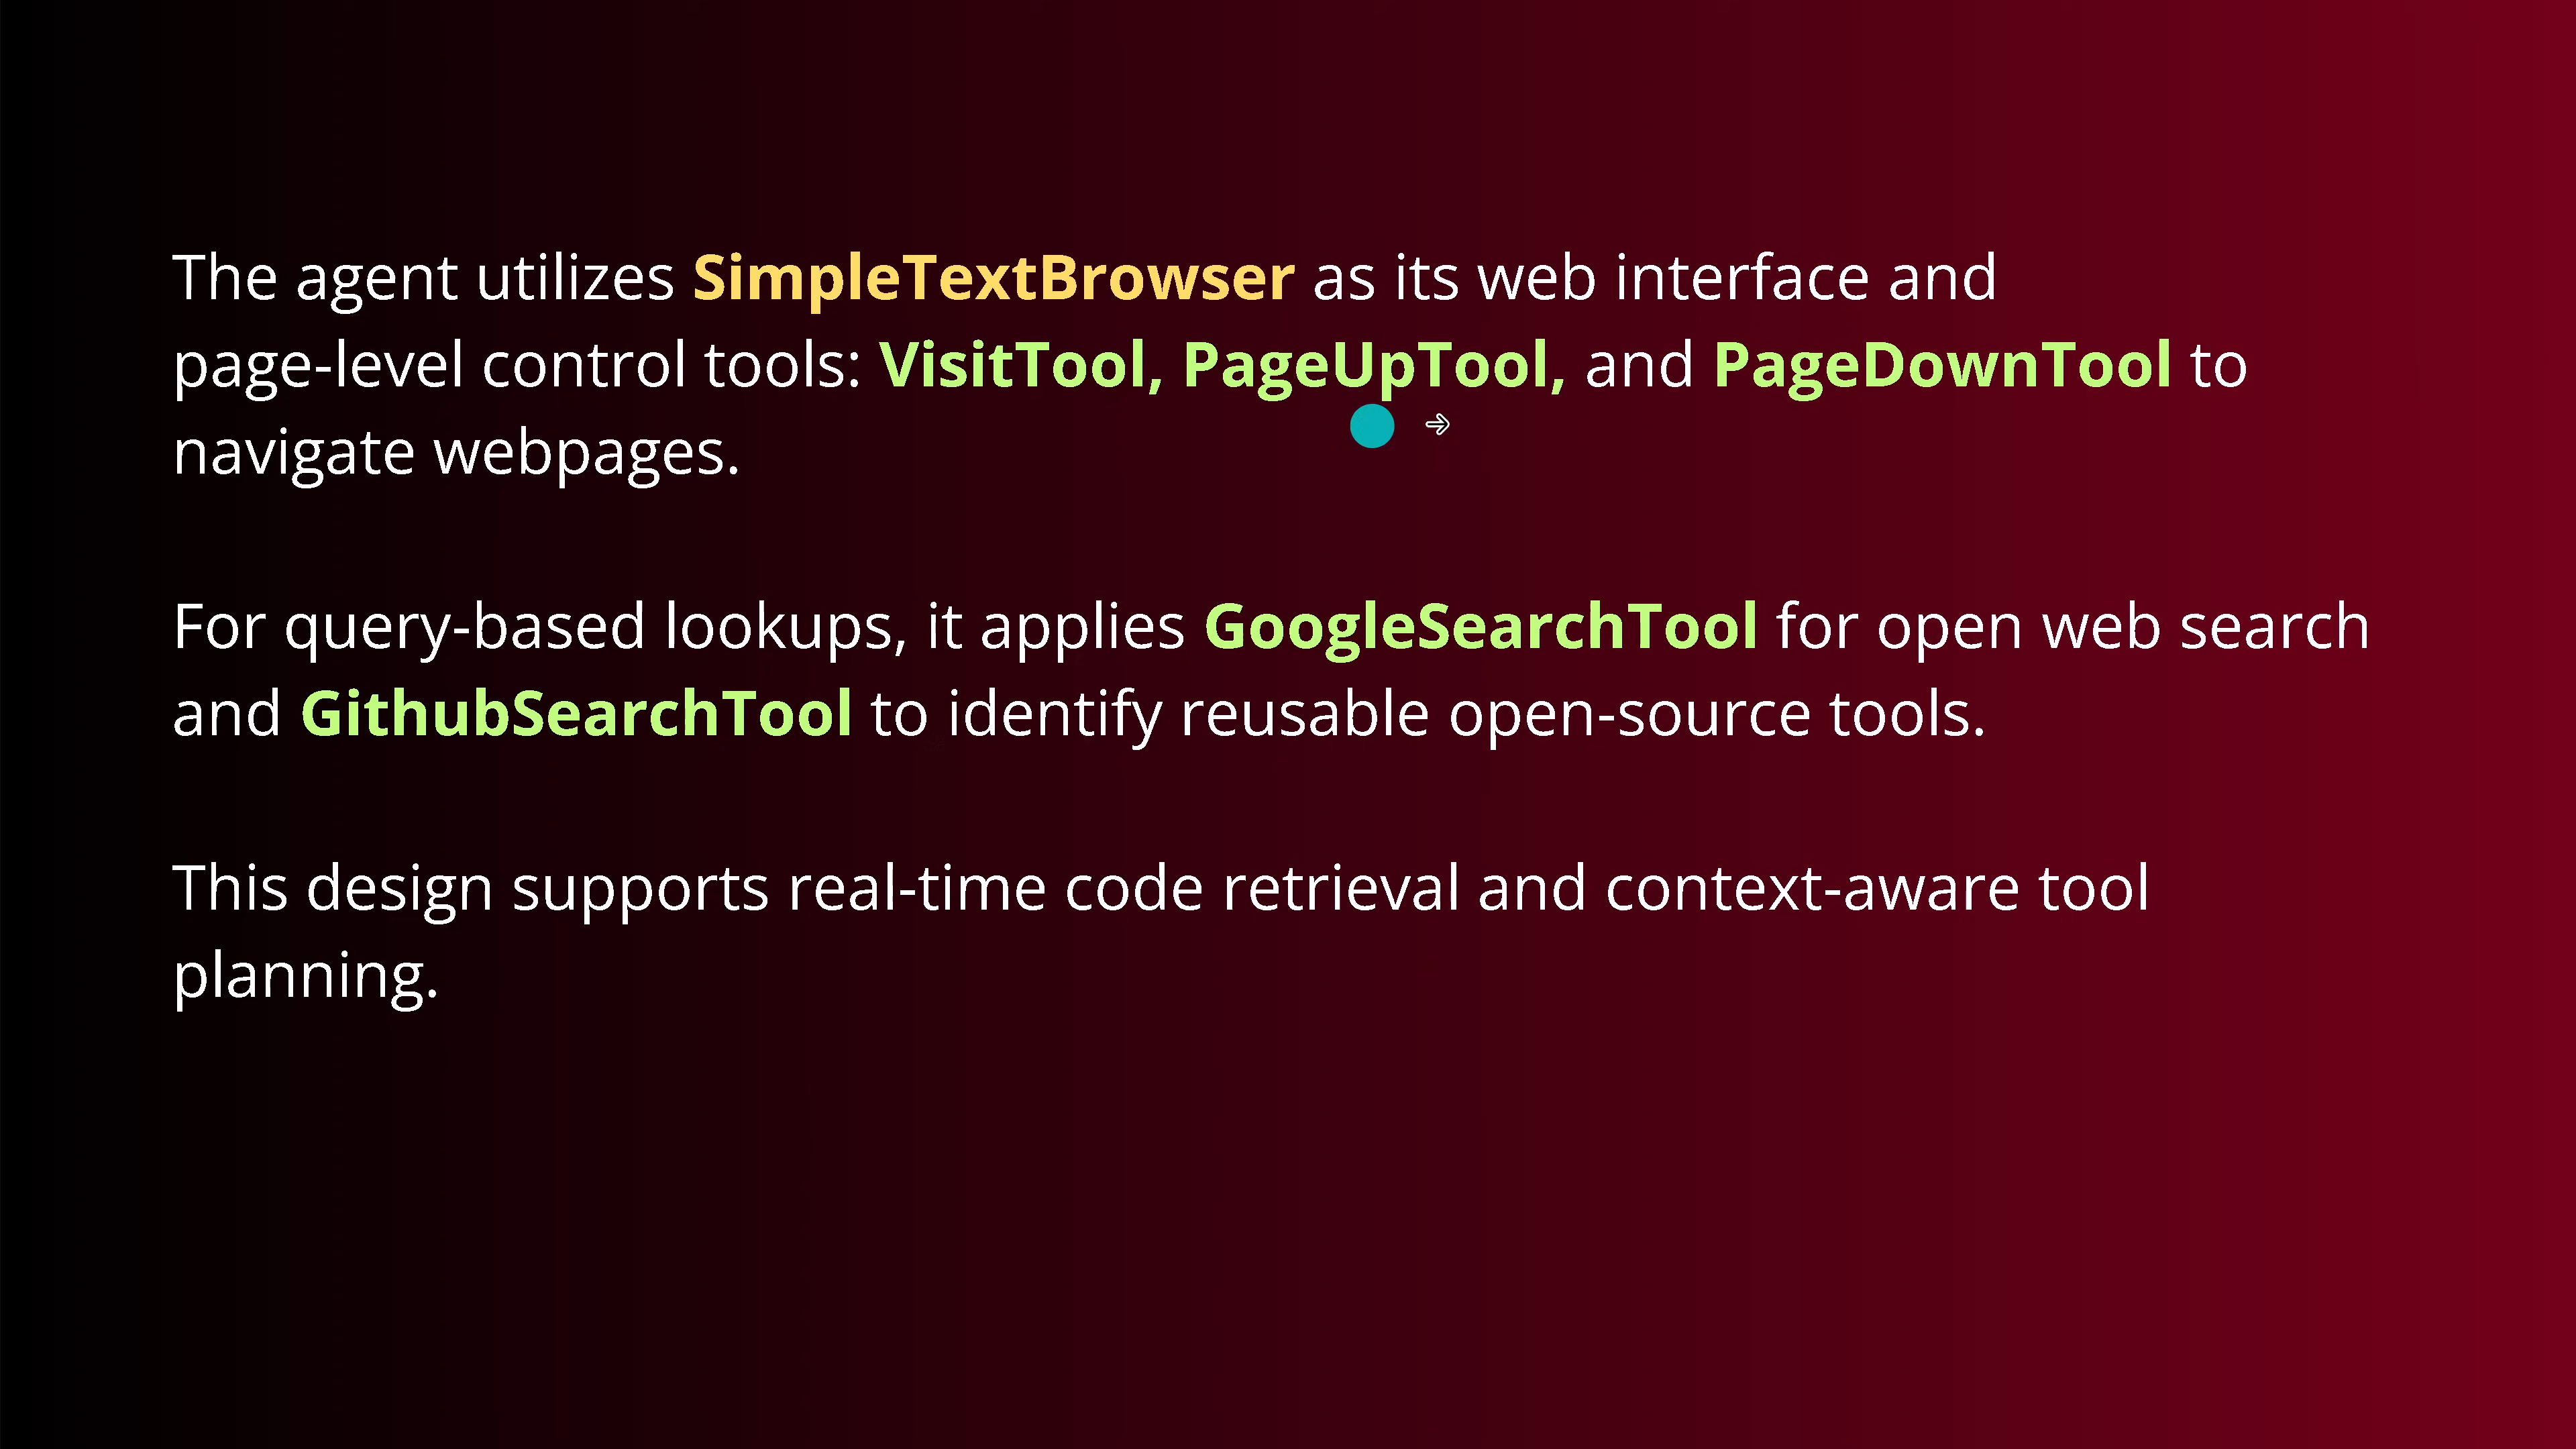 The agent utilizes SimpleTextBrowser as its web interface and
page-level control tools: VisitTool, PageUpTool, and PageDownTool to
navigate webpages.
For query-based lookups, it applies GoogleSearchTool for open web search
and GithubSearchTool to identify reusable open-source tools.
This design supports real-time code retrieval and context-aware tool
planning.